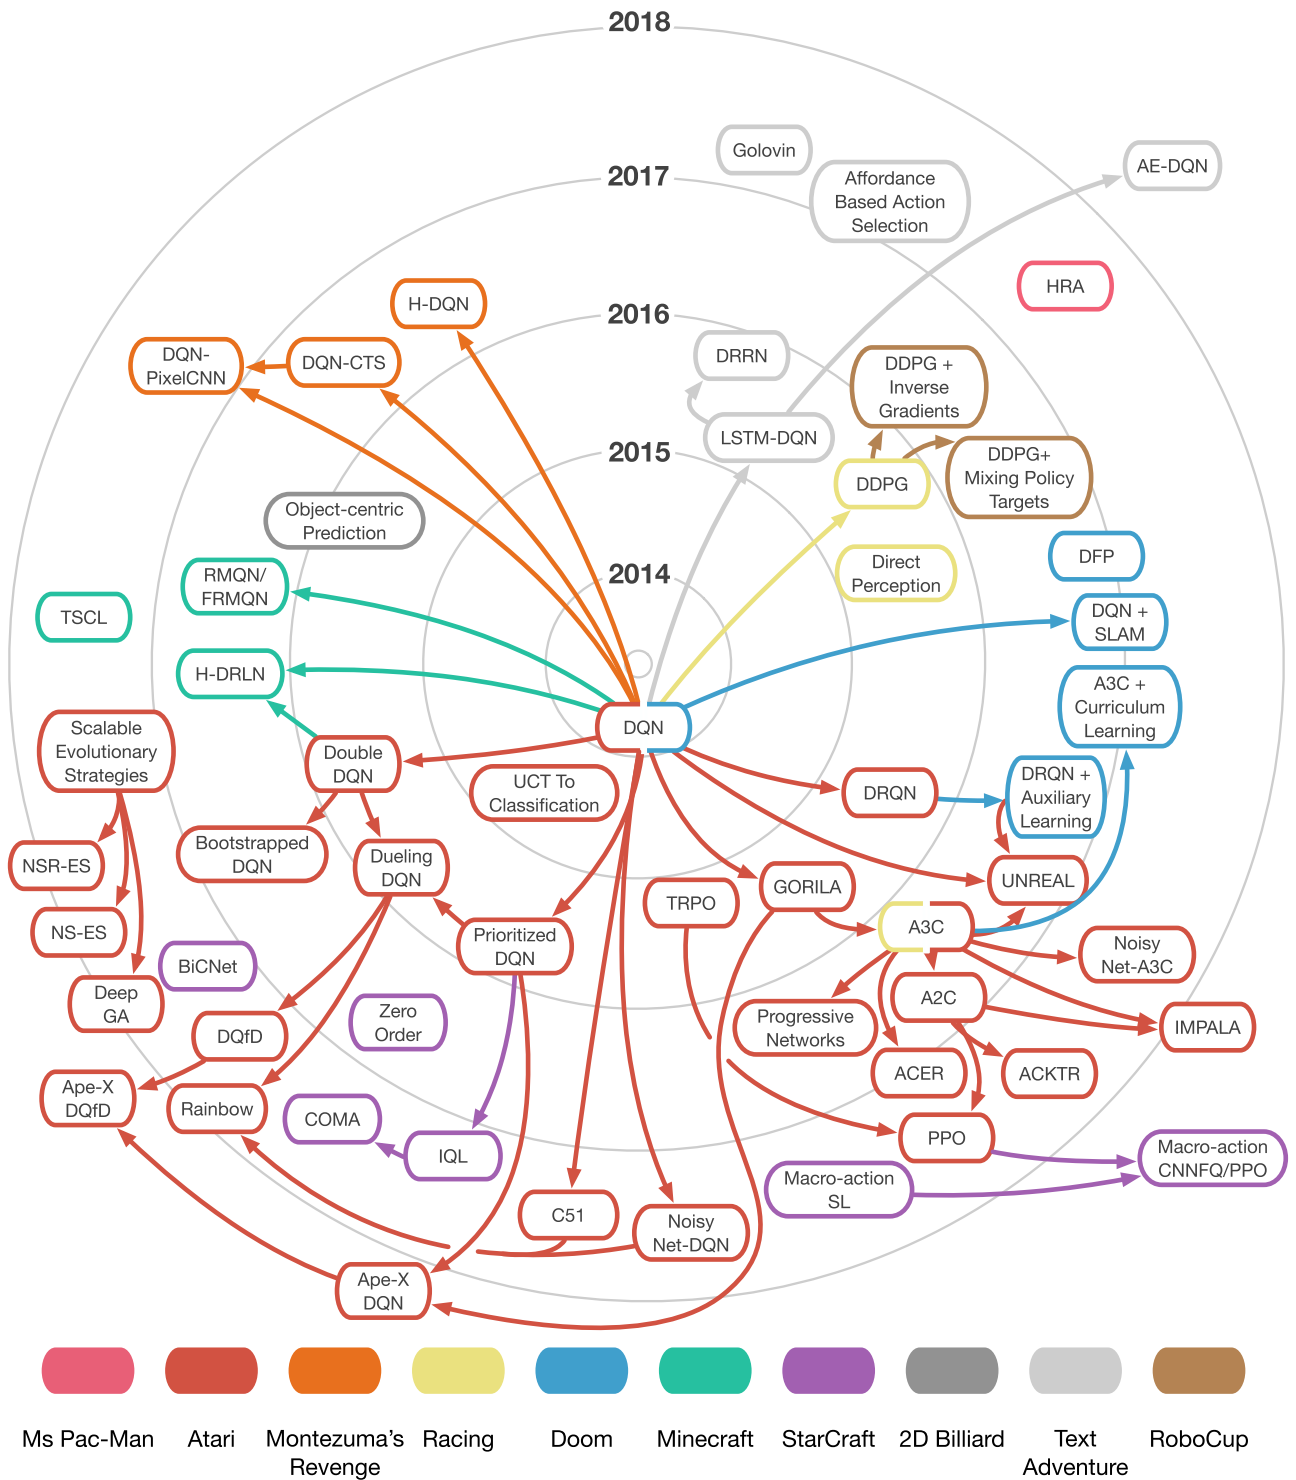 2018
Golovin
AE-DQN
2017
Affordance
Based Action
Selection
HRA
H-DQN
2016
DQN-
PixelCNN
DQN-CTS
DRRN
DDPG +
Inverse
Gradients
LSTM-DQN
2015
DDPG
DDPG+
Mixing Policy
Targets
Object-centric
Prediction
DFP
2014
Direct
Perception
RMQN/
FRMQN
TSCL
DQN +
SLAM
H-DRLN
A3C +
Curriculum
Learning
DQN
Scalable
Evolutionary
Strategies
Double
DQN
UCT To
Classification
DRQN
DRQN +
Auxiliary
Learning
Bootstrapped
DQN
Dueling
DQN
NSR-ES
UNREAL
GORILA
TRPO
NS-ES
Prioritized
DQN
A3C
Noisy
Net-A3C
BiCNet
Deep
GA
A2C
Zero
Order
Progressive
Networks
IMPALA
DQfD
ACER
ACKTR
Ape-X
DQfD
Rainbow
COMA
IQL
PPO
Macro-action
CNNFQ/PPO
Macro-action
SL
C51
Noisy
Net-DQN
Ape-X
DQN
Ms Pac-Man
Atari
Montezuma's
Revenge
Racing
Doom
Minecraft
StarCraft
2D Billiard
Text
Adventure
RoboCup